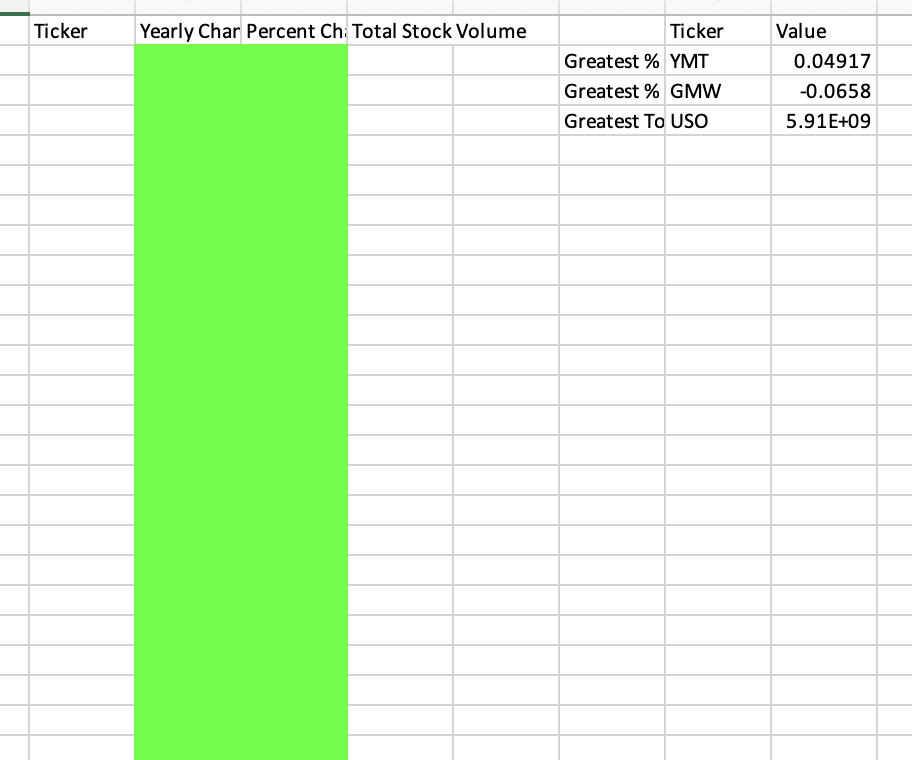 Ticker Yearly Char Percent Ch Total Stock Volume Ticker Value
Greatest % YMT 0.04917
Greatest % GMW -0.0658
Greatest To USO 5.91E+09